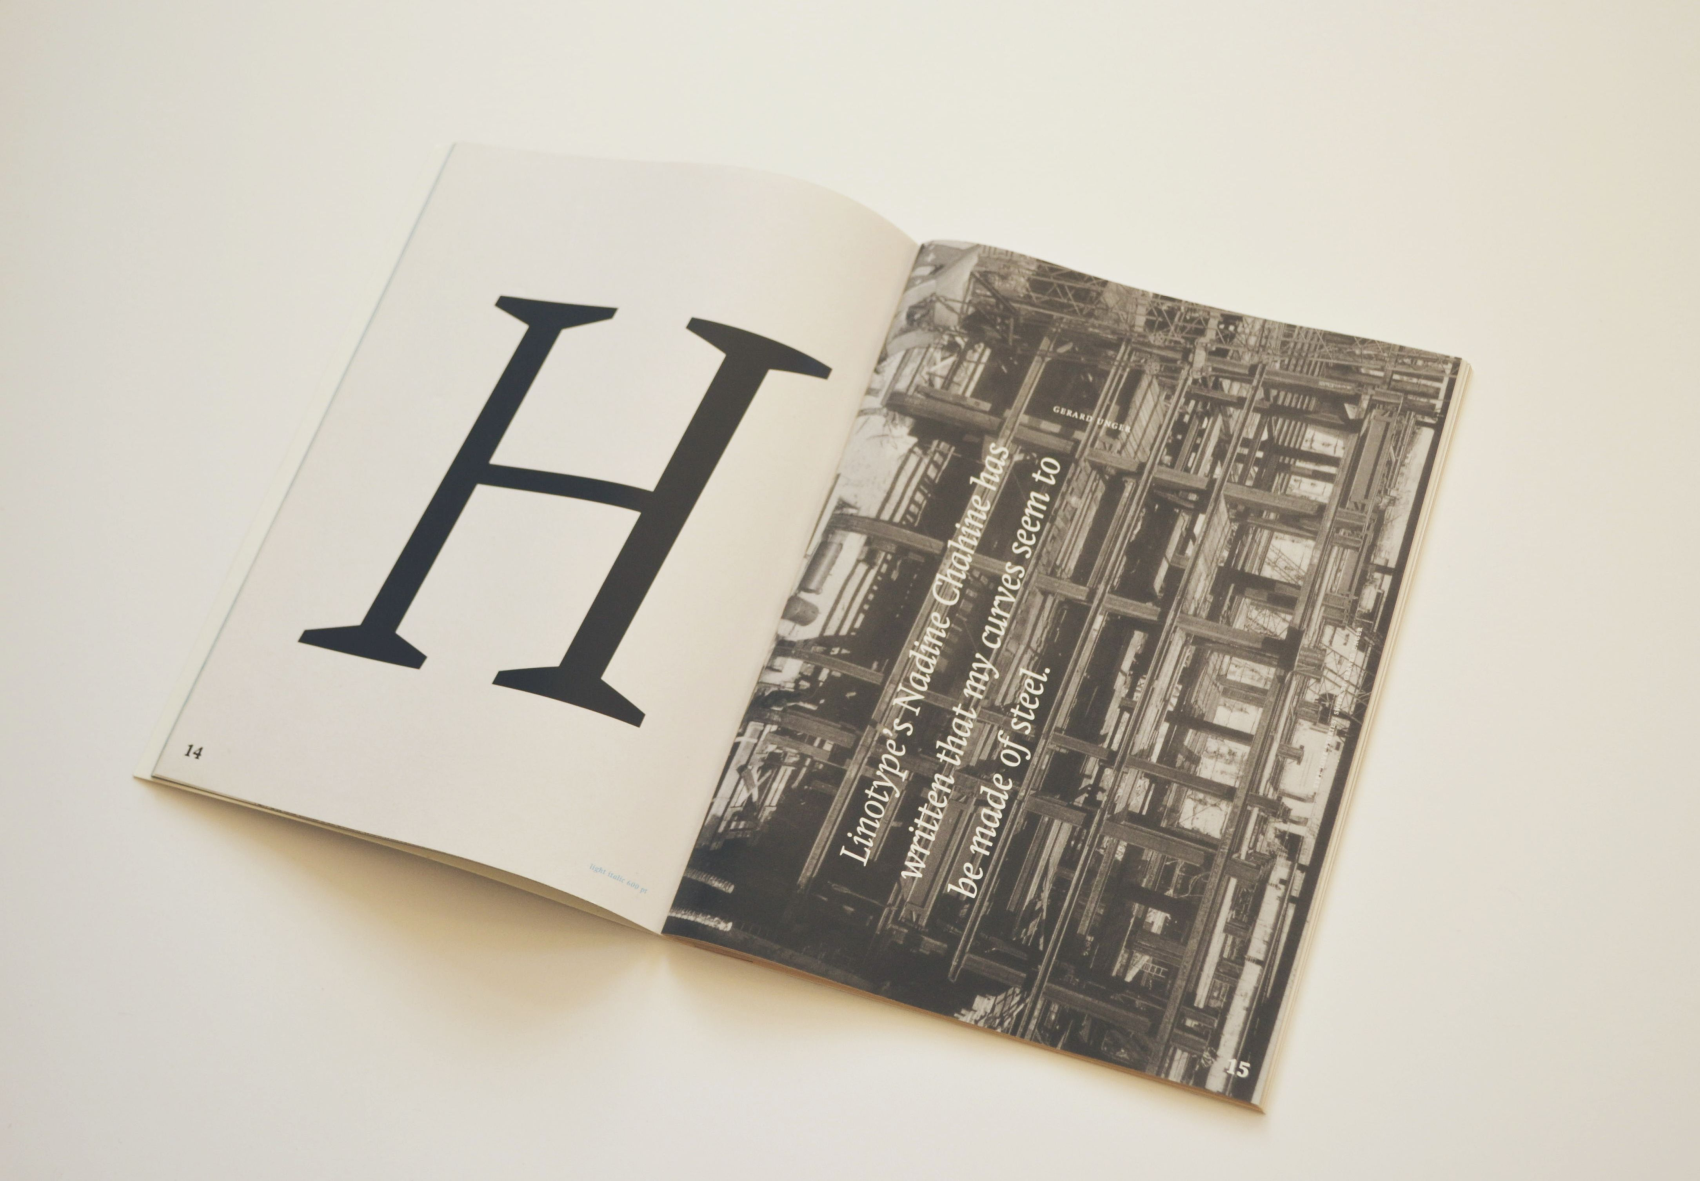 H
14
light italic 600 pt
GERARD UNGER
Linotype's Nadine Chahine has
written that my curves seem to
be made of steel.
15